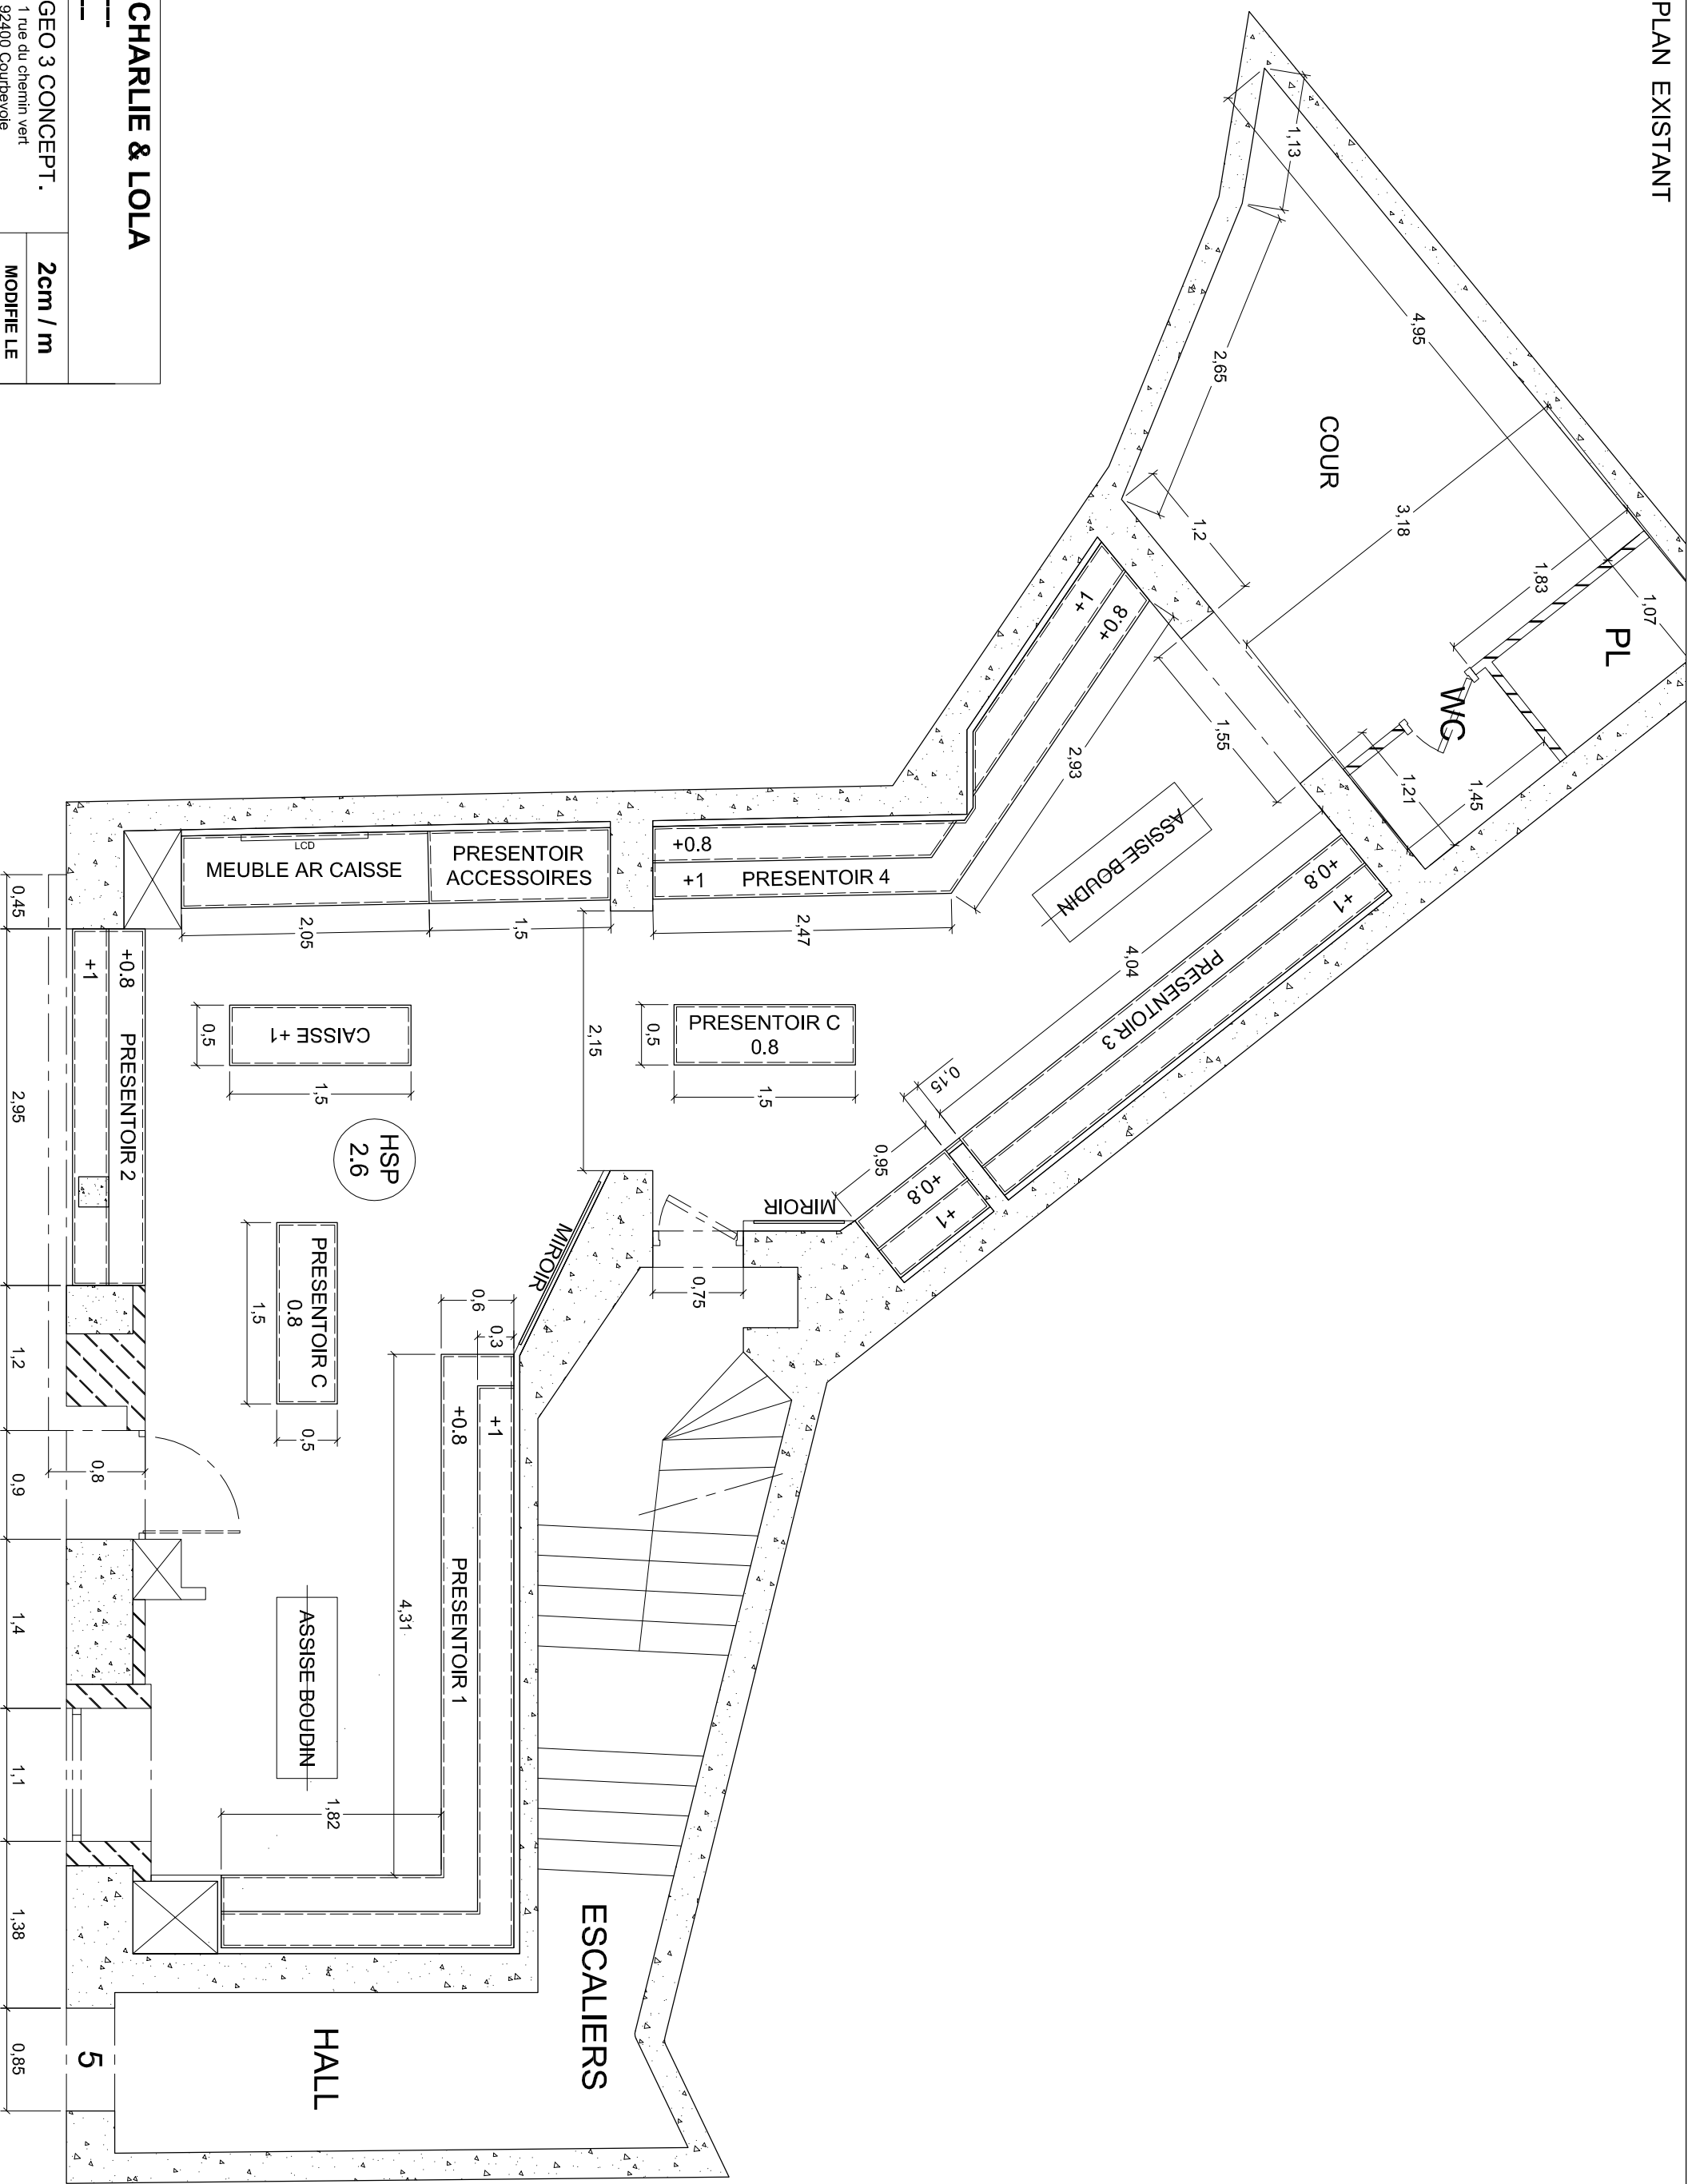 PLAN EXISTANT
CHARLIE & LOLA
GEO 3 CONCEPT.
1 rue du chemin vert
92400 Courbevoie
2cm / m
MODIFIE LE
1,13
4,95
2,65
COUR
3,18
1,2
1,83
1,07
PL
WC
1,45
1,21
1,55
2,93
+1
+0.8
ASSISE BOUDIN
+0.8
+1
PRESENTOIR 3
4,04
0,15
0,95
+0.8
+1
MIROIR
+0.8
+1
PRESENTOIR 4
2,47
LCD
MEUBLE AR CAISSE
PRESENTOIR
ACCESSOIRES
2,05
1,5
CAISSE +1
0,5
1,5
2,15
PRESENTOIR C
0.8
0,5
1,5
HSP
2.6
MIROIR
0,75
+0.8
+1
PRESENTOIR 2
PRESENTOIR C
0.8
1,5
0,5
0,6
0,3
+1
+0.8
PRESENTOIR 1
4,31
ASSISE BOUDIN
1,82
0,8
ESCALIERS
HALL
5
0,45
2,95
1,2
0,9
1,4
1,1
1,38
0,85